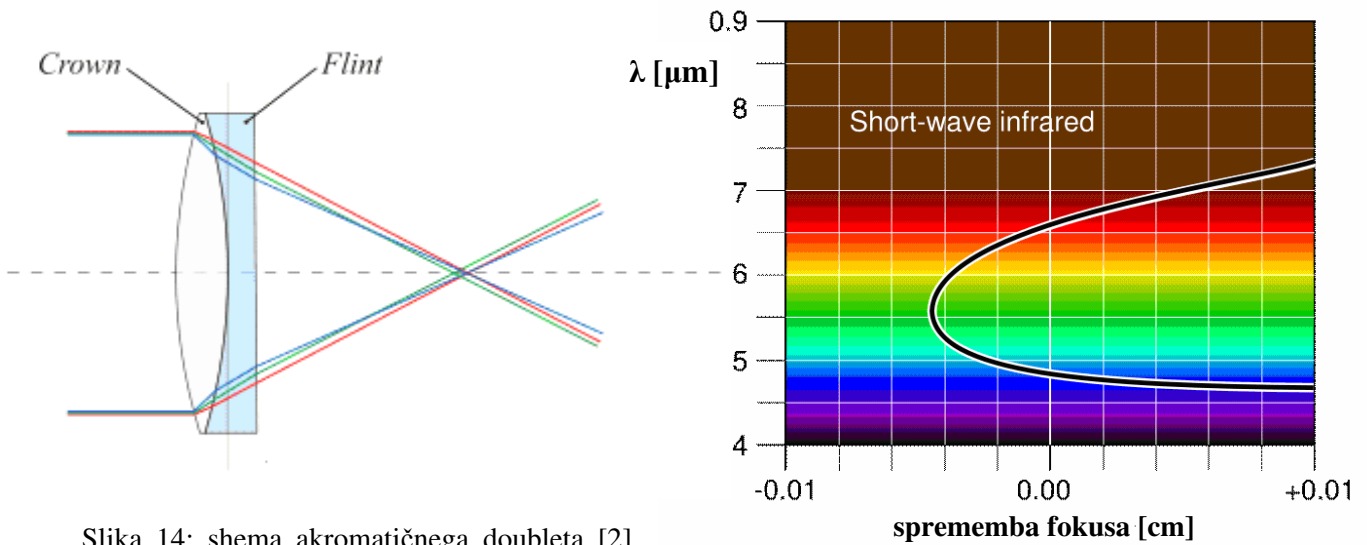 Crown
Flint
Slika 14: shema akromatičnega doubleta [2]
λ [µm]
0.9
8
7
6
5
4
Short-wave infrared
-0.01
0.00
+0.01
sprememba fokusa [cm]